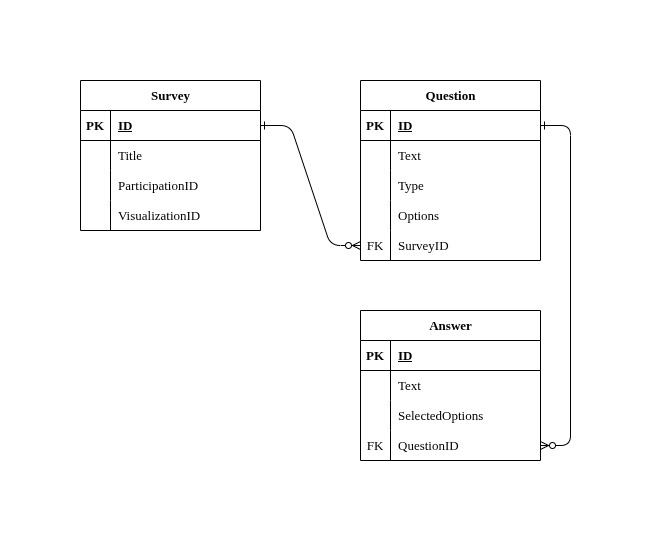 Survey
PK ID
Title
ParticipationID
VisualizationID
Question
PK ID
Text
Type
Options
FK SurveyID
Answer
PK ID
Text
SelectedOptions
FK QuestionID